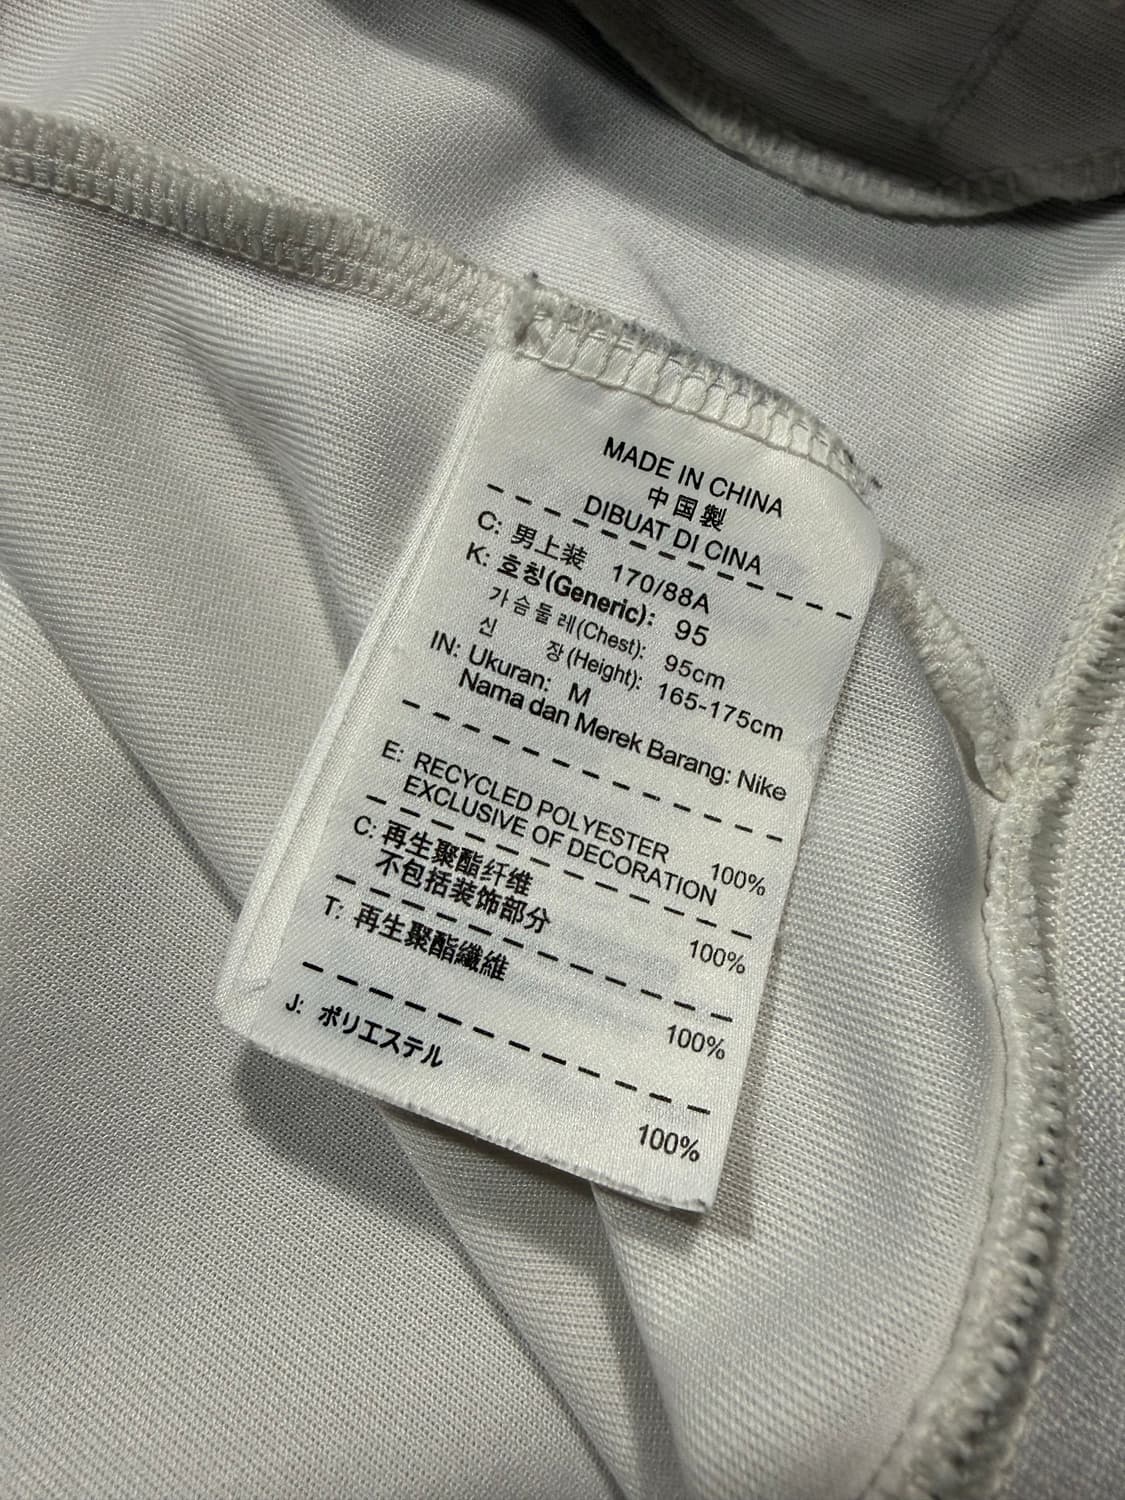 MADE IN CHINA
中国製
DIBUAT DI CINA
C: 男上装 170/88A
K: 호칭(Generic): 95
가슴둘레(Chest): 95cm
신 장(Height): 165-175cm
IN: Ukuran: M
Nama dan Merek Barang: Nike
E: RECYCLED POLYESTER 100%
EXCLUSIVE OF DECORATION
C: 再生聚酯纤维 100%
不包括装饰部分
T: 再生聚酯纖維 100%
J: ポリエステル 100%